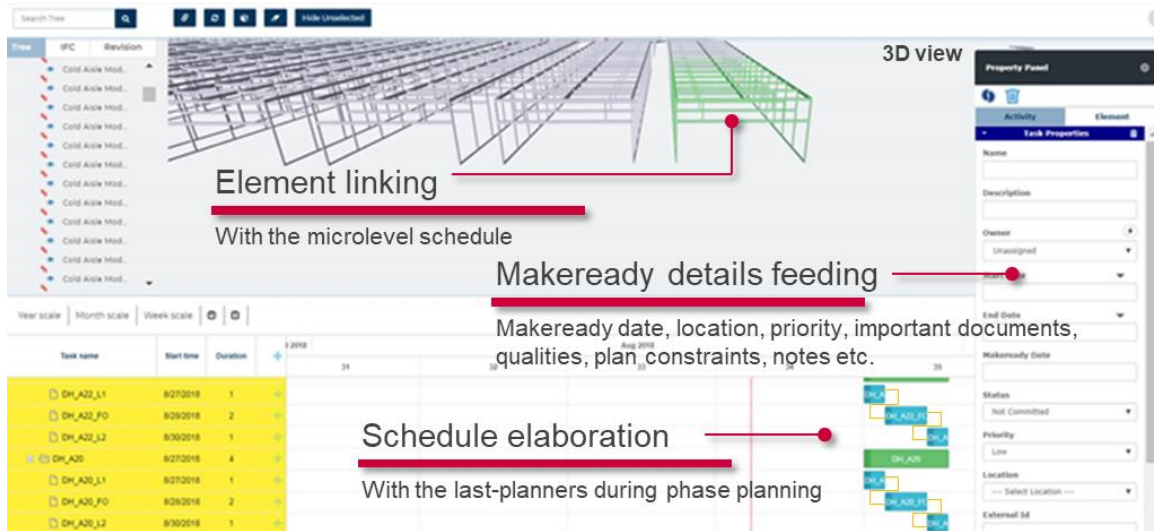 Search Tree
Hide Unselected
Tree IFC Revision
3D view
Cold Aisle Mod..
Cold Aisle Mod..
Cold Aisle Mod..
Cold Aisle Mod..
Cold Aisle Mod..
Cold Aisle Mod..
Cold Aisle Mod..
Cold Aisle Mod..
Cold Aisle Mod..
Cold Aisle Mod..
Cold Aisle Mod..
Cold Aisle Mod..
Element linking
With the microlevel schedule
Makeready details feeding
Makeready date, location, priority, important documents,
qualities, plan constraints, notes etc.
Property Panel
Activity Element
Task Properties
Name
Description
Owner
Unassigned
End Date
Makeready Date
Status
Not Committed
Priority
Low
Location
--- Select Location ---
External Id
Year scale Month scale Week scale
Task name Start time Duration
2018 Aug 2018
31 32 33 34 35
DH_A22_L1 8/27/2018 1
DH_A22_FO 8/28/2018 2
DH_A22_L2 8/30/2018 1
DH_A20 8/27/2018 4 DH_A20
DH_A20_L1 8/27/2018 1
DH_A20_FO 8/28/2018 2
DH_A20_L2 8/30/2018 1
Schedule elaboration
With the last-planners during phase planning